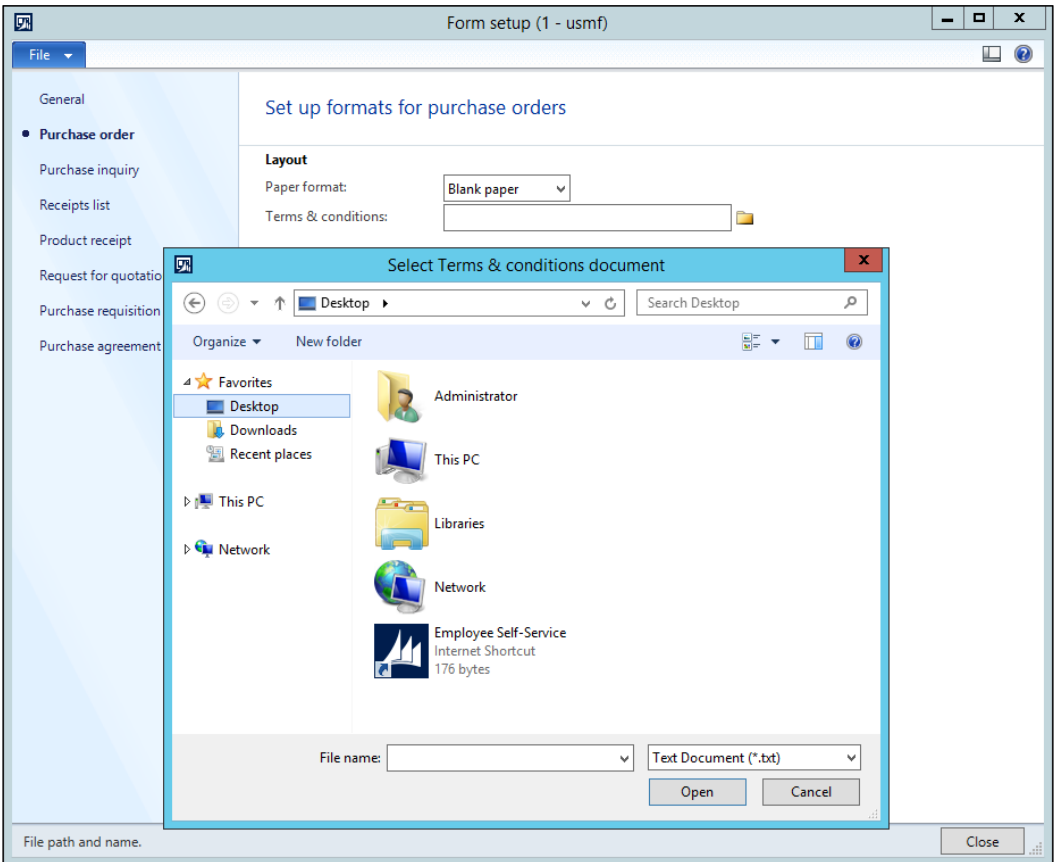 Form setup (1 - usmf)
File
General
Purchase order
Purchase inquiry
Receipts list
Product receipt
Request for quotatio
Purchase requisition
Purchase agreement
Set up formats for purchase orders
Layout
Paper format:
Blank paper
Terms & conditions:
Select Terms & conditions document
Desktop
Search Desktop
Organize
New folder
Favorites
Desktop
Downloads
Recent places
This PC
Network
Administrator
This PC
Libraries
Network
Employee Self-Service
Internet Shortcut
176 bytes
File name:
Text Document (*.txt)
Open
Cancel
File path and name.
Close